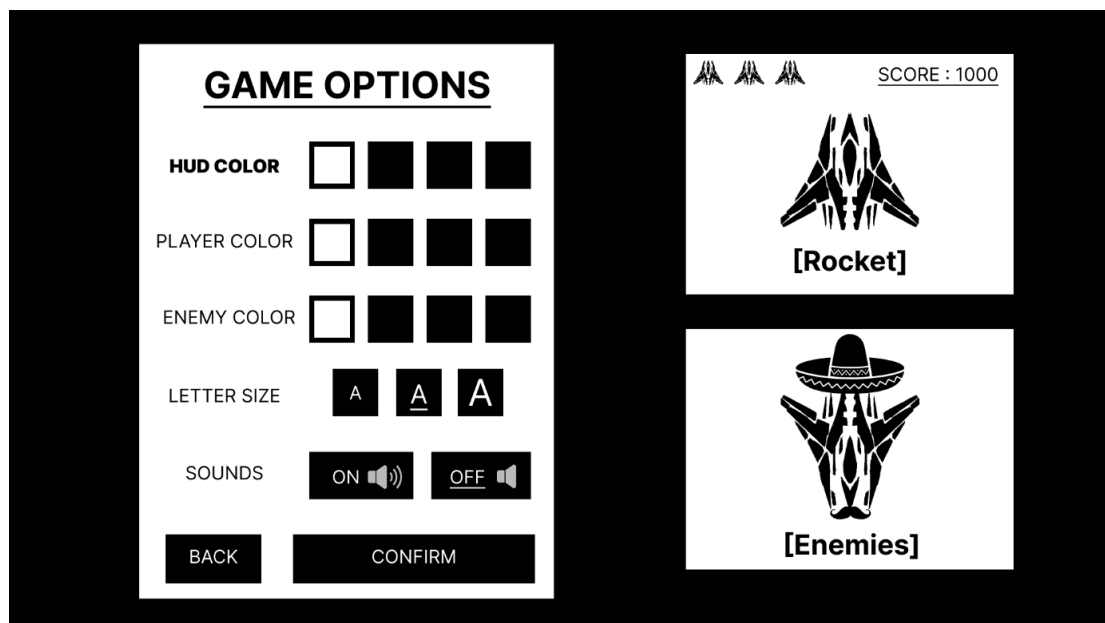 GAME OPTIONS
HUD COLOR
PLAYER COLOR
ENEMY COLOR
LETTER SIZE A A A
SOUNDS ON OFF
BACK CONFIRM
SCORE : 1000
[Rocket]
[Enemies]